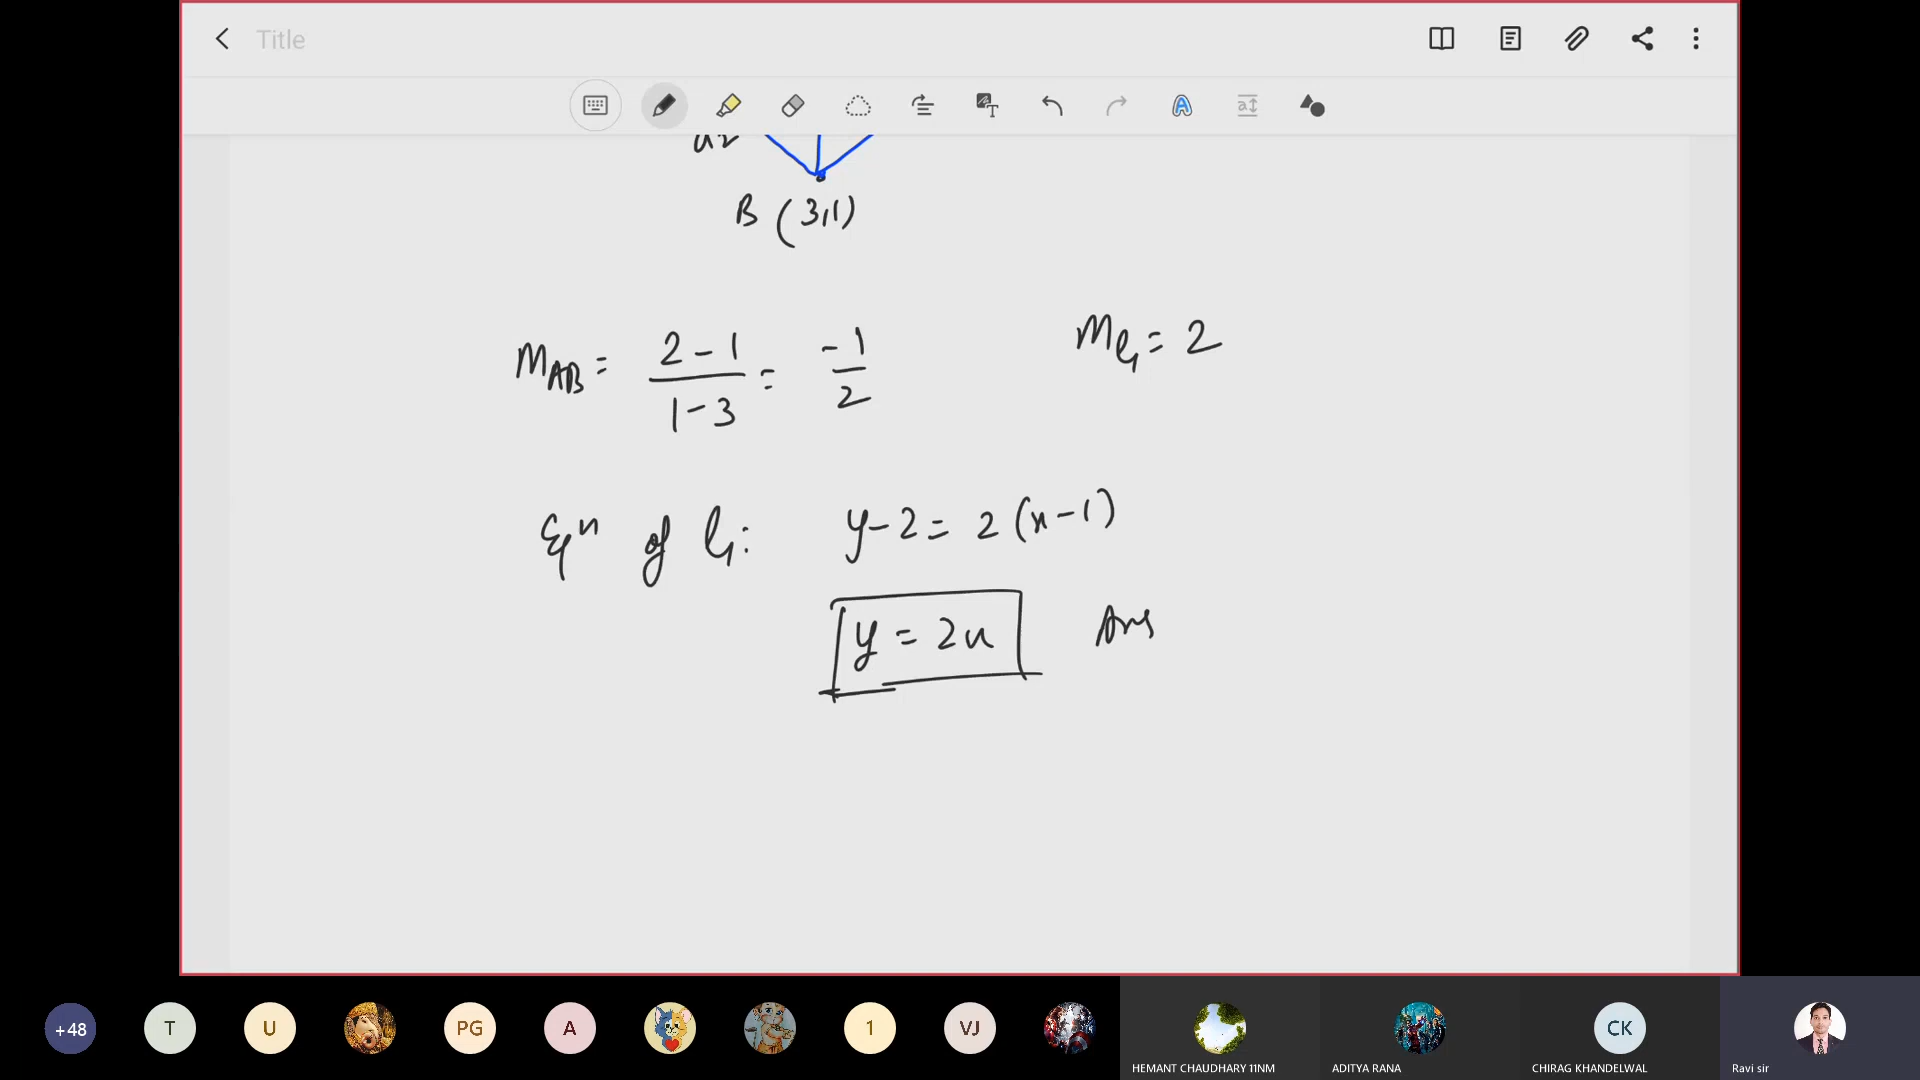 Title
B (3,1)
M_AB = 2-1/1-3 = -1/2
M_l1 = 2
Eqn of l1: y-2 = 2(x-1)
y = 2x Ans
+48 T U PG A 1 VJ CK
HEMANT CHAUDHARY 11NM ADITYA RANA CHIRAG KHANDELWAL Ravi sir